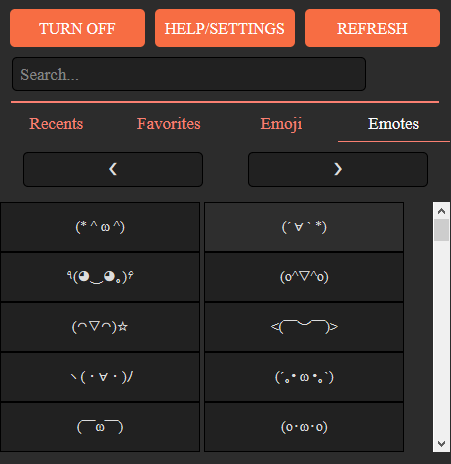 TURN OFF HELP/SETTINGS REFRESH
Search...
Recents Favorites Emoji Emotes
❮ ❯
(* ^ ω ^) (´ ∀ ` *)
٩(◕‿◕｡)۶ (o^▽^o)
(⌒▽⌒)☆ <(￣︶￣)>
ヽ(・∀・)ﾉ (´｡• ω •｡`)
(￣ω￣) (o･ω･o)